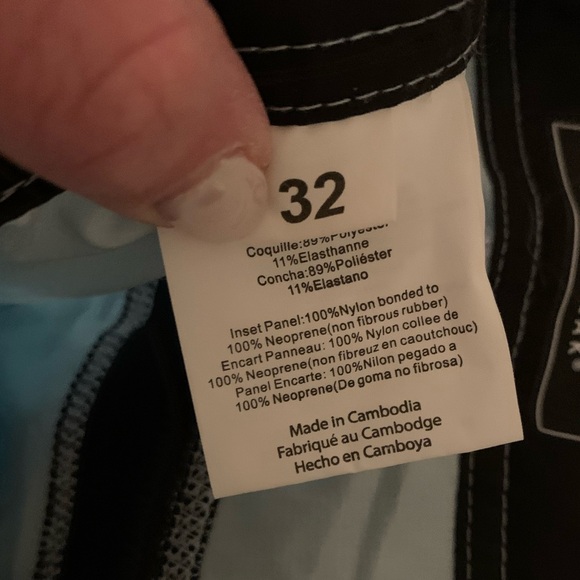 32
Coquille:89%Polyester
11%Elasthanne
Concha:89%Poliéster
11%Elastano
Inset Panel:100%Nylon bonded to
100% Neoprene(non fibrous rubber)
Encart Panneau: 100% Nylon collee de
100% Neoprene(non fibreuz en caoutchouc)
Panel Encarte: 100%Nilon pegado a
100% Neoprene(De goma no fibrosa)
Made in Cambodia
Fabriqué au Cambodge
Hecho en Camboya